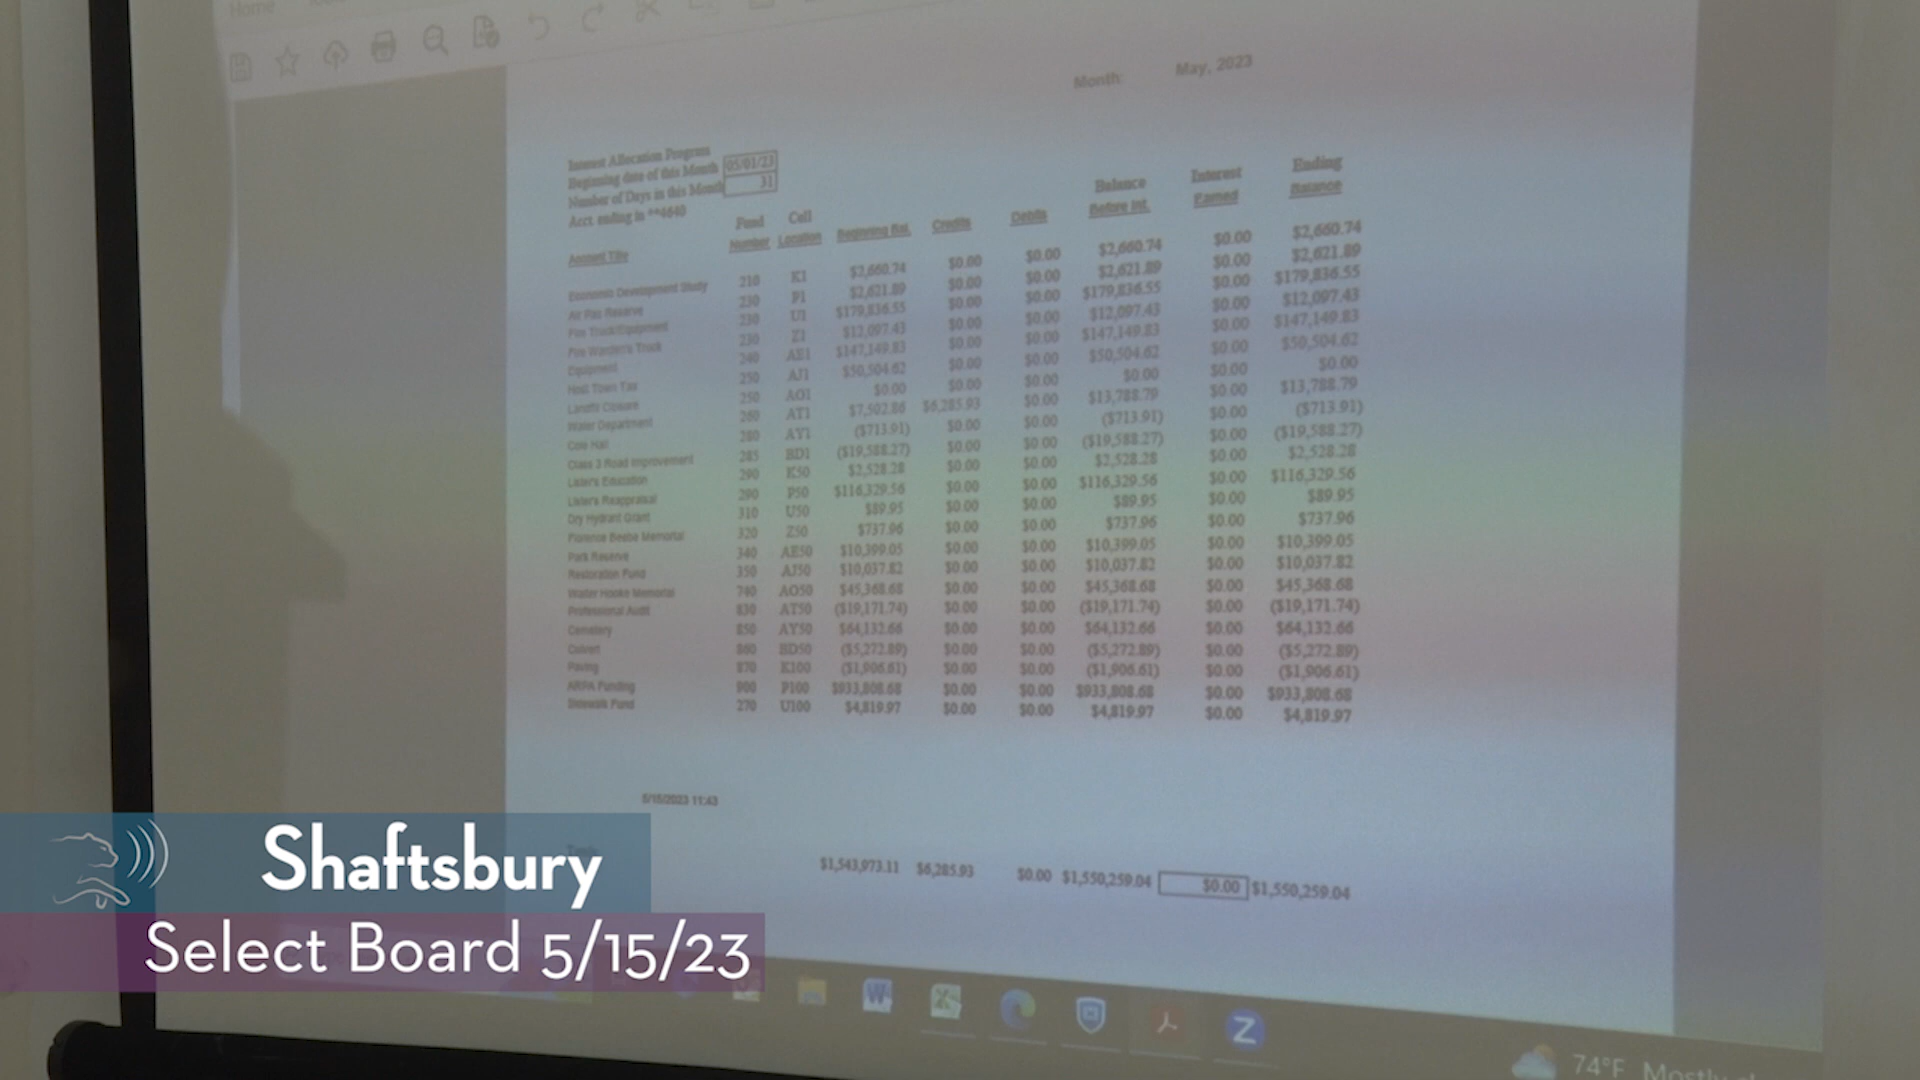 Home
Month: May, 2023
Interest Allocation Program
Beginning date of this Month 05/01/23
Number of Days in this Month 31
Acct ending in **4640
Balance Interest Ending
Fund Cell
Account Title Number Location Beginning Bal. Credits Debits Before Int. Earned Balance
Economic Development Study 210 K1 $2,660.74 $0.00 $0.00 $2,660.74 $0.00 $2,660.74
Air Pac Reserve 230 P1 $2,621.89 $0.00 $0.00 $2,621.89 $0.00 $2,621.89
Fire Truck/Equipment 230 U1 $179,836.55 $0.00 $0.00 $179,836.55 $0.00 $179,836.55
Fire Warden's Truck 230 Z1 $12,097.43 $0.00 $0.00 $12,097.43 $0.00 $12,097.43
Equipment 240 AE1 $147,149.83 $0.00 $0.00 $147,149.83 $0.00 $147,149.83
Host Town Tax 250 AJ1 $50,504.62 $0.00 $0.00 $50,504.62 $0.00 $50,504.62
Landfill Closure 250 AO1 $0.00 $0.00 $0.00 $0.00 $0.00 $0.00
Water Department 260 AT1 $7,502.86 $6,285.93 $0.00 $13,788.79 $0.00 $13,788.79
Cole Hall 280 AY1 ($713.91) $0.00 $0.00 ($713.91) $0.00 ($713.91)
Class 3 Road Improvement 285 BD1 ($19,588.27) $0.00 $0.00 ($19,588.27) $0.00 ($19,588.27)
Lister's Education 290 K50 $2,528.28 $0.00 $0.00 $2,528.28 $0.00 $2,528.28
Lister's Reappraisal 290 P50 $116,329.56 $0.00 $0.00 $116,329.56 $0.00 $116,329.56
Dry Hydrant Grant 310 U50 $89.95 $0.00 $0.00 $89.95 $0.00 $89.95
Florence Beebe Memorial 320 Z50 $737.96 $0.00 $0.00 $737.96 $0.00 $737.96
Park Reserve 340 AE50 $10,399.05 $0.00 $0.00 $10,399.05 $0.00 $10,399.05
Restoration Fund 350 AJ50 $10,037.82 $0.00 $0.00 $10,037.82 $0.00 $10,037.82
Walter Hooke Memorial 740 AO50 $45,368.68 $0.00 $0.00 $45,368.68 $0.00 $45,368.68
Professional Audit 830 AT50 ($19,171.74) $0.00 $0.00 ($19,171.74) $0.00 ($19,171.74)
Cemetery 850 AY50 $64,132.66 $0.00 $0.00 $64,132.66 $0.00 $64,132.66
Culvert 860 BD50 ($5,272.89) $0.00 $0.00 ($5,272.89) $0.00 ($5,272.89)
Paving 870 K100 ($1,906.61) $0.00 $0.00 ($1,906.61) $0.00 ($1,906.61)
ARPA Funding 900 P100 $933,808.68 $0.00 $0.00 $933,808.68 $0.00 $933,808.68
Sidewalk Fund 270 U100 $4,819.97 $0.00 $0.00 $4,819.97 $0.00 $4,819.97
5/15/2023 11:43
$1,543,973.11 $6,285.93 $0.00 $1,550,259.04 $0.00 $1,550,259.04
Shaftsbury
Select Board 5/15/23
74°F Mostly